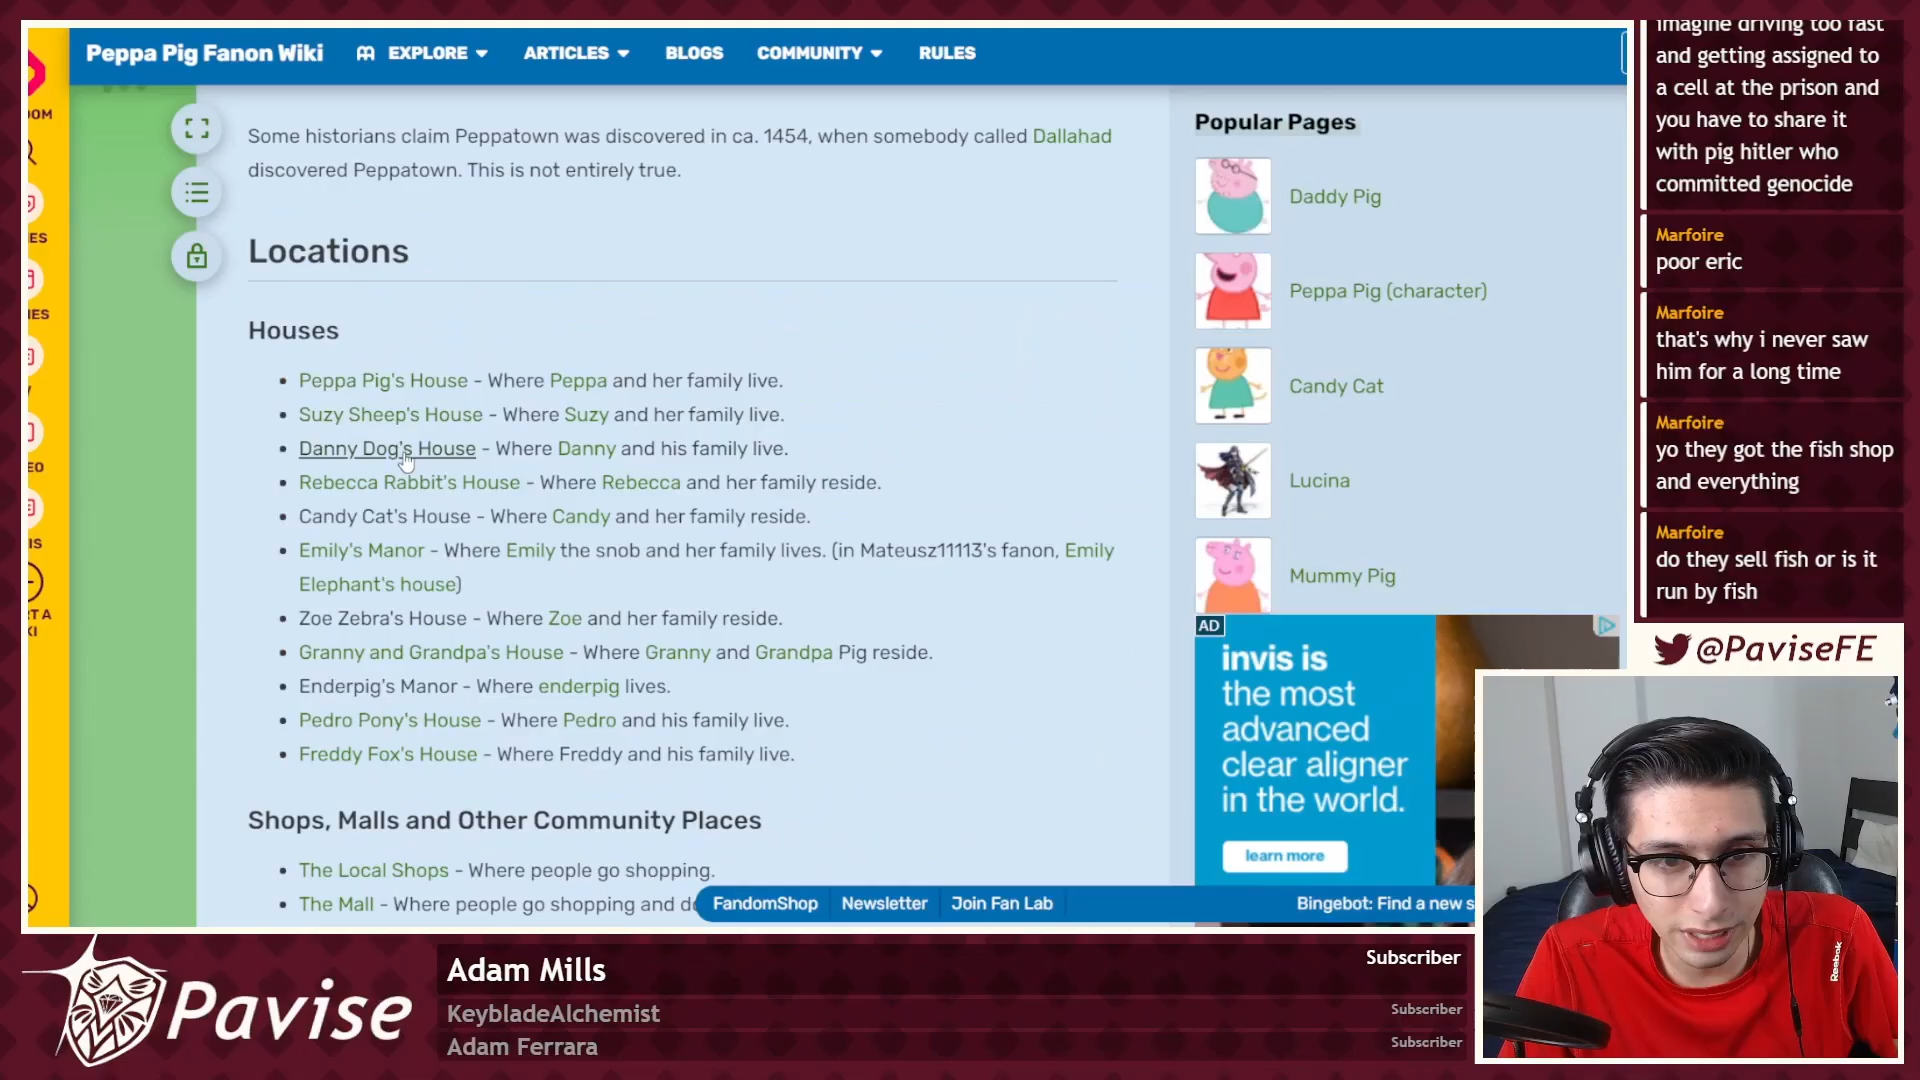 Peppa Pig Fanon Wiki
EXPLORE
ARTICLES
BLOGS
COMMUNITY
RULES
Some historians claim Peppatown was discovered in ca. 1454, when somebody called Dallahad
discovered Peppatown. This is not entirely true.
Locations
Houses
Peppa Pig's House - Where Peppa and her family live.
Suzy Sheep's House - Where Suzy and her family live.
Danny Dog's House - Where Danny and his family live.
Rebecca Rabbit's House - Where Rebecca and her family reside.
Candy Cat's House - Where Candy and her family reside.
Emily's Manor - Where Emily the snob and her family lives. (in Mateusz11113's fanon, Emily
Elephant's house)
Zoe Zebra's House - Where Zoe and her family reside.
Granny and Grandpa's House - Where Granny and Grandpa Pig reside.
Enderpig's Manor - Where enderpig lives.
Pedro Pony's House - Where Pedro and his family live.
Freddy Fox's House - Where Freddy and his family live.
Shops, Malls and Other Community Places
The Local Shops - Where people go shopping.
The Mall - Where people go shopping and
FandomShop
Newsletter
Join Fan Lab
Bingebot: Find a new s
Popular Pages
Daddy Pig
Peppa Pig (character)
Candy Cat
Lucina
Mummy Pig
AD
invis is
the most
advanced
clear aligner
in the world.
learn more
imagine driving too fast
and getting assigned to
a cell at the prison and
you have to share it
with pig hitler who
committed genocide
Marfoire
poor eric
Marfoire
that's why i never saw
him for a long time
Marfoire
yo they got the fish shop
and everything
Marfoire
do they sell fish or is it
run by fish
@PaviseFE
Reebok
Pavise
Adam Mills
Subscriber
KeybladeAlchemist
Subscriber
Adam Ferrara
Subscriber